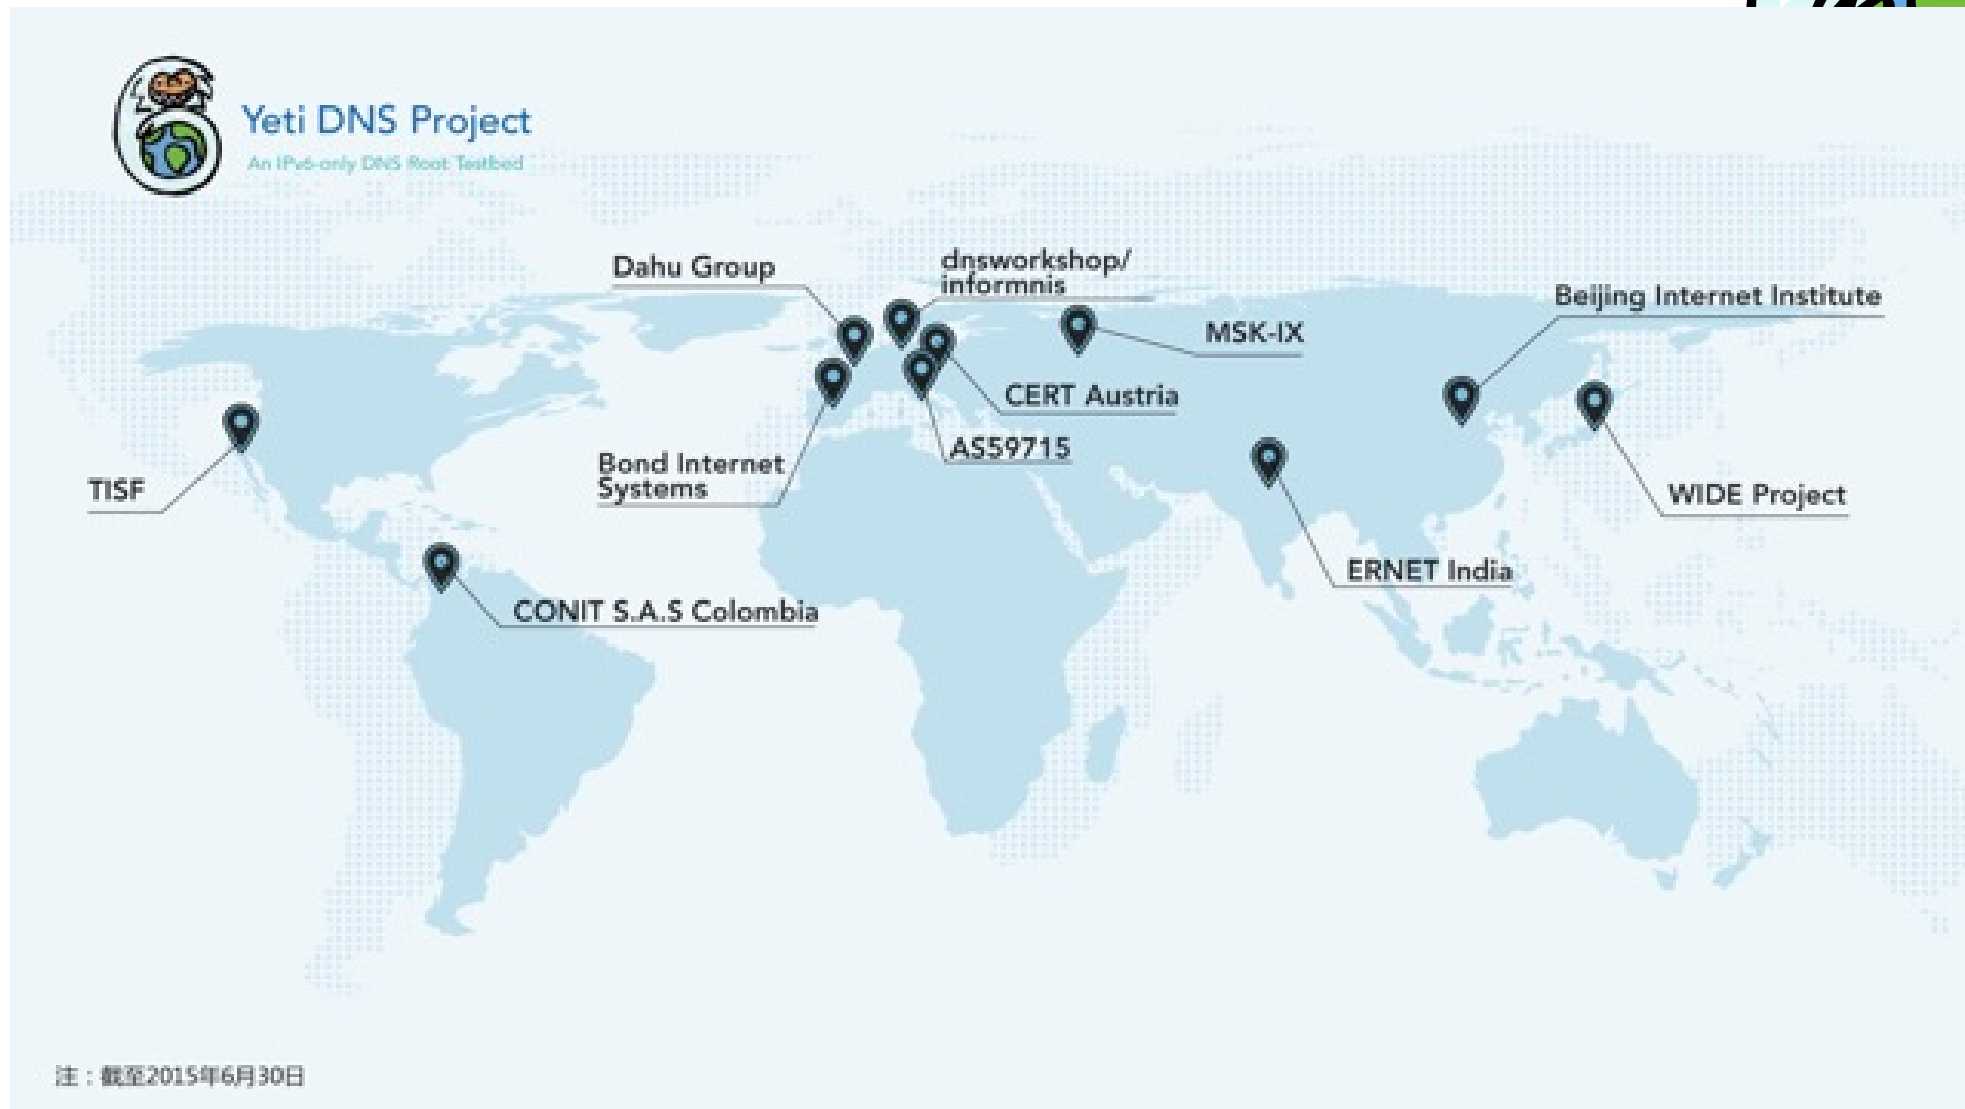 Yeti DNS Project
An IPv6-only DNS Root Testbed
Dahu Group
dnsworkshop/
informnis
Beijing Internet Institute
MSK-IX
CERT Austria
AS59715
Bond Internet
Systems
TISF
WIDE Project
ERNET India
CONIT S.A.S Colombia
注：截至2015年6月30日